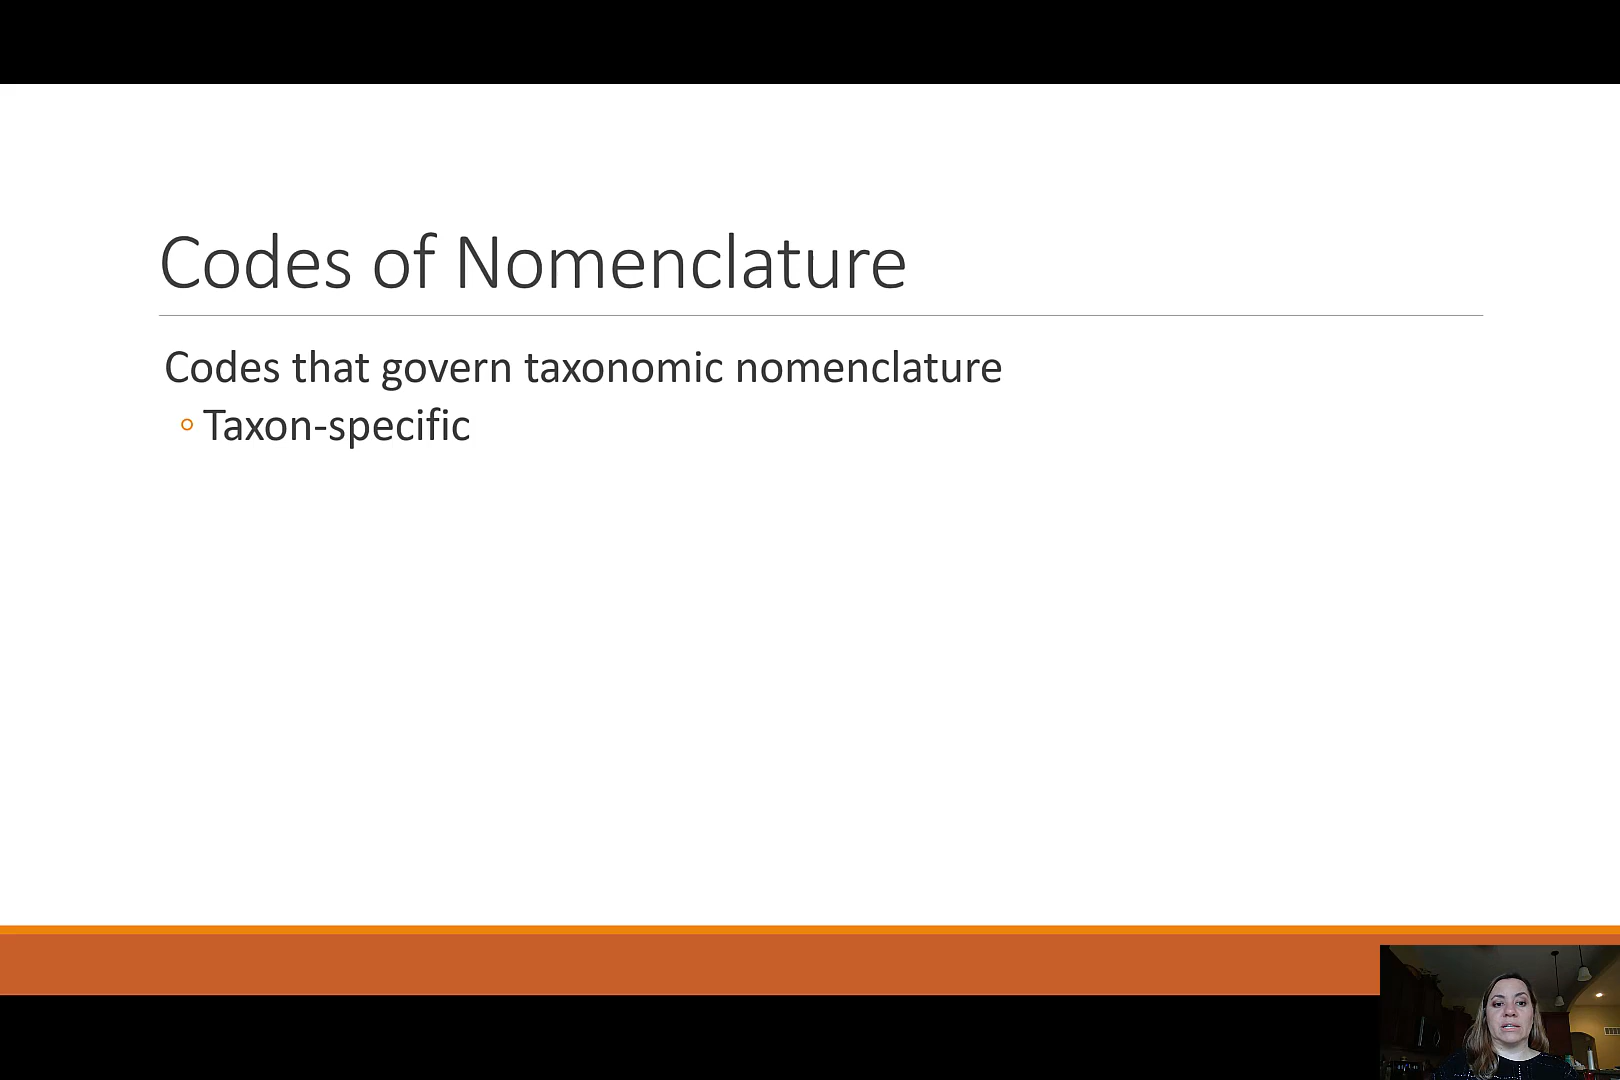 Codes of Nomenclature
Codes that govern taxonomic nomenclature
◦ Taxon-specific